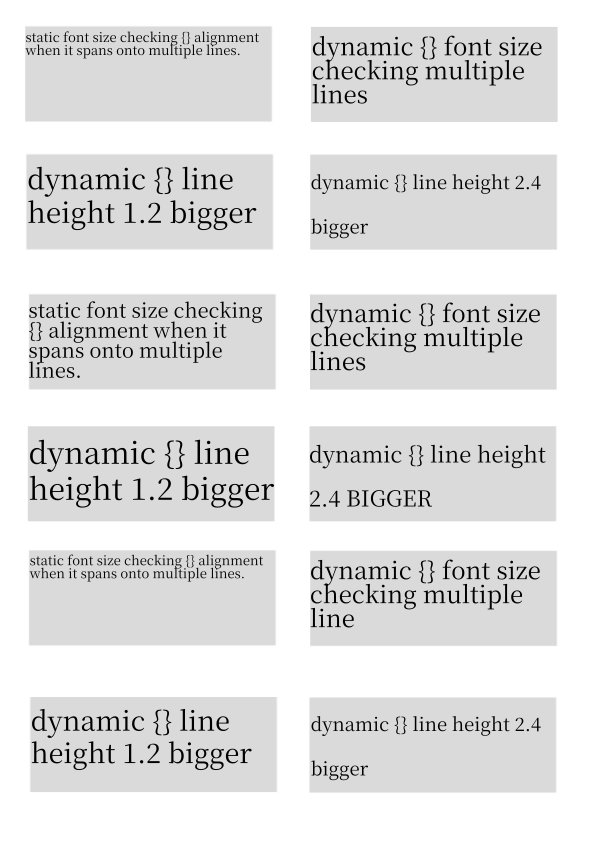 static font size checking {} alignment
when it spans onto multiple lines.
dynamic {} font size
checking multiple
lines
dynamic {} line
height 1.2 bigger
dynamic {} line height 2.4
bigger
static font size checking
{} alignment when it
spans onto multiple
lines.
dynamic {} font size
checking multiple
lines
dynamic {} line
height 1.2 bigger
dynamic {} line height
2.4 BIGGER
static font size checking {} alignment
when it spans onto multiple lines.
dynamic {} font size
checking multiple
line
dynamic {} line
height 1.2 bigger
dynamic {} line height 2.4
bigger